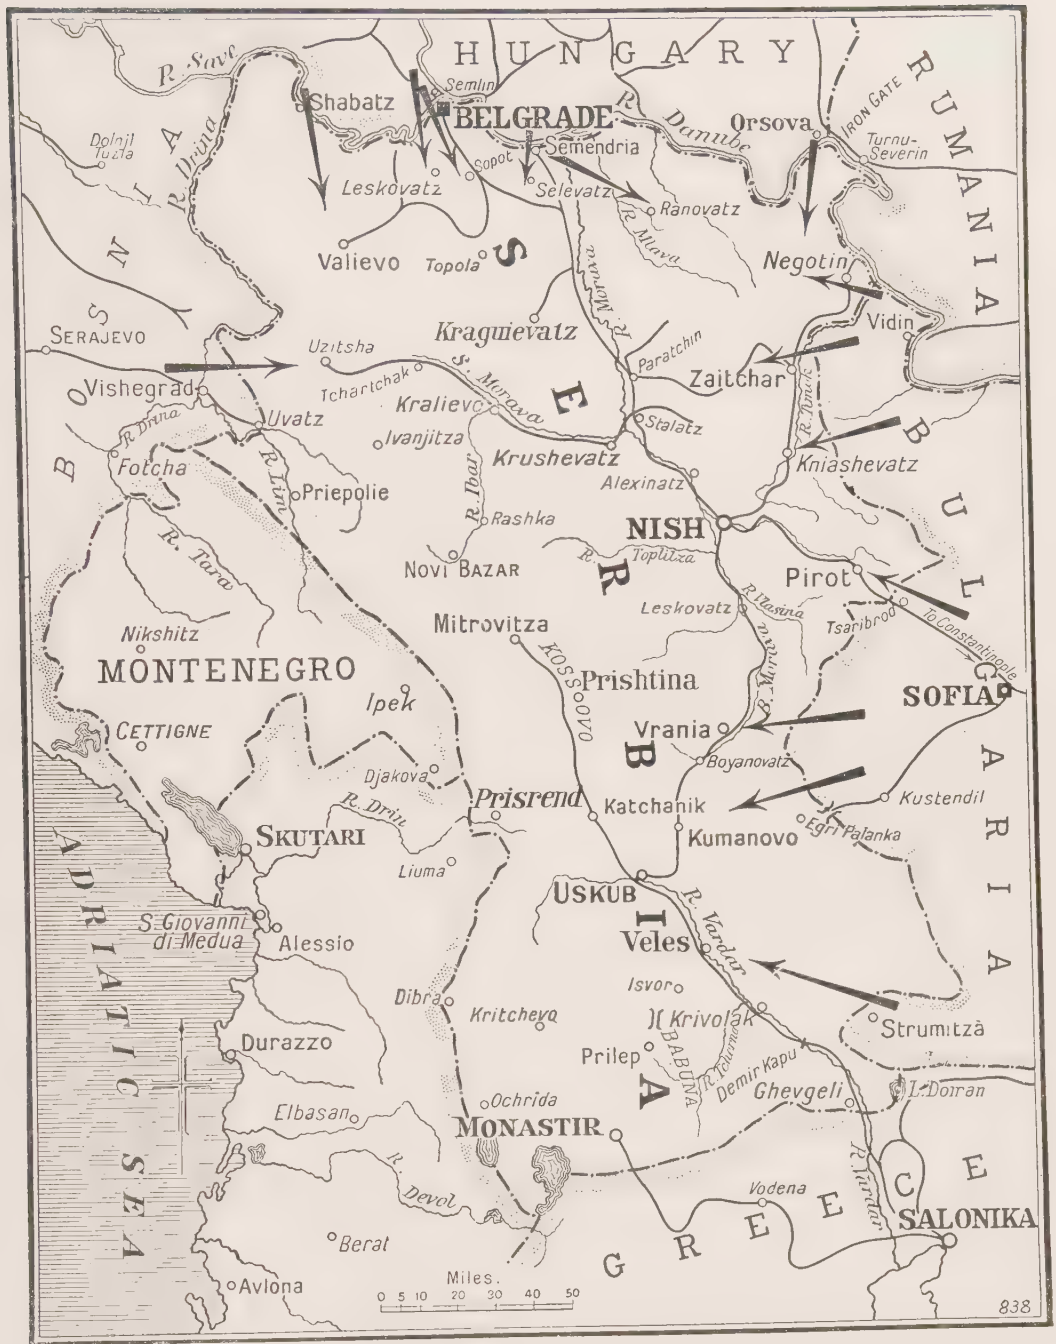 HUNGARY
RUMANIA
R. Save
Semlin
Shabatz
BELGRADE
R. Danube
Orsova
IRON GATE
Turnu-
Severin
Dolnji
Tuzla
R. Drina
BOSNIA
Leskovatz
Sopot
Semendria
Selevatz
Ranovatz
R. Mlava
Valievo
Topola
R. Morava
Negotin
Vidin
SERBIA
Kraguievatz
SERAJEVO
Uzitsha
Tchartchak
S. Morava
Paratchin
Zaitchar
R. Timok
Vishegrad
Kralievo
Stalatz
R. Drina
Uvatz
Ivanjitza
Krushevatz
Kniashevatz
BULGARIA
Fotcha
R. Lim
Priepolie
R. Ibar
Alexinatz
Rashka
NISH
R. Tara
NOVI BAZAR
R. Toplitza
Pirot
Leskovatz
R. Vlasina
Tsaribrod
To Constantinople
Nikshitz
Mitrovitza
MONTENEGRO
KOSSOVO
Prishtina
B. Morava
SOFIA
Ipek
CETTIGNE
Vrania
Djakova
Boyanovatz
R. Drin
Prisrend
Katchanik
Kustendil
Egri Palanka
SKUTARI
Kumanovo
Liuma
USKUB
R. Vardar
ADRIATIC SEA
S. Giovanni
di Medua
Alessio
Veles
Isvor
Dibra
Kritchevo
Krivolak
Strumitza
Durazzo
Prilep
BABUNA
R. Tcherna
Demir Kapu
Ghevgeli
L. Doiran
Elbasan
Ochrida
MONASTIR
R. Devol
Vodena
R. Vardar
GREECE
SALONIKA
Berat
Avlona
Miles.
0 5 10 20 30 40 50
838